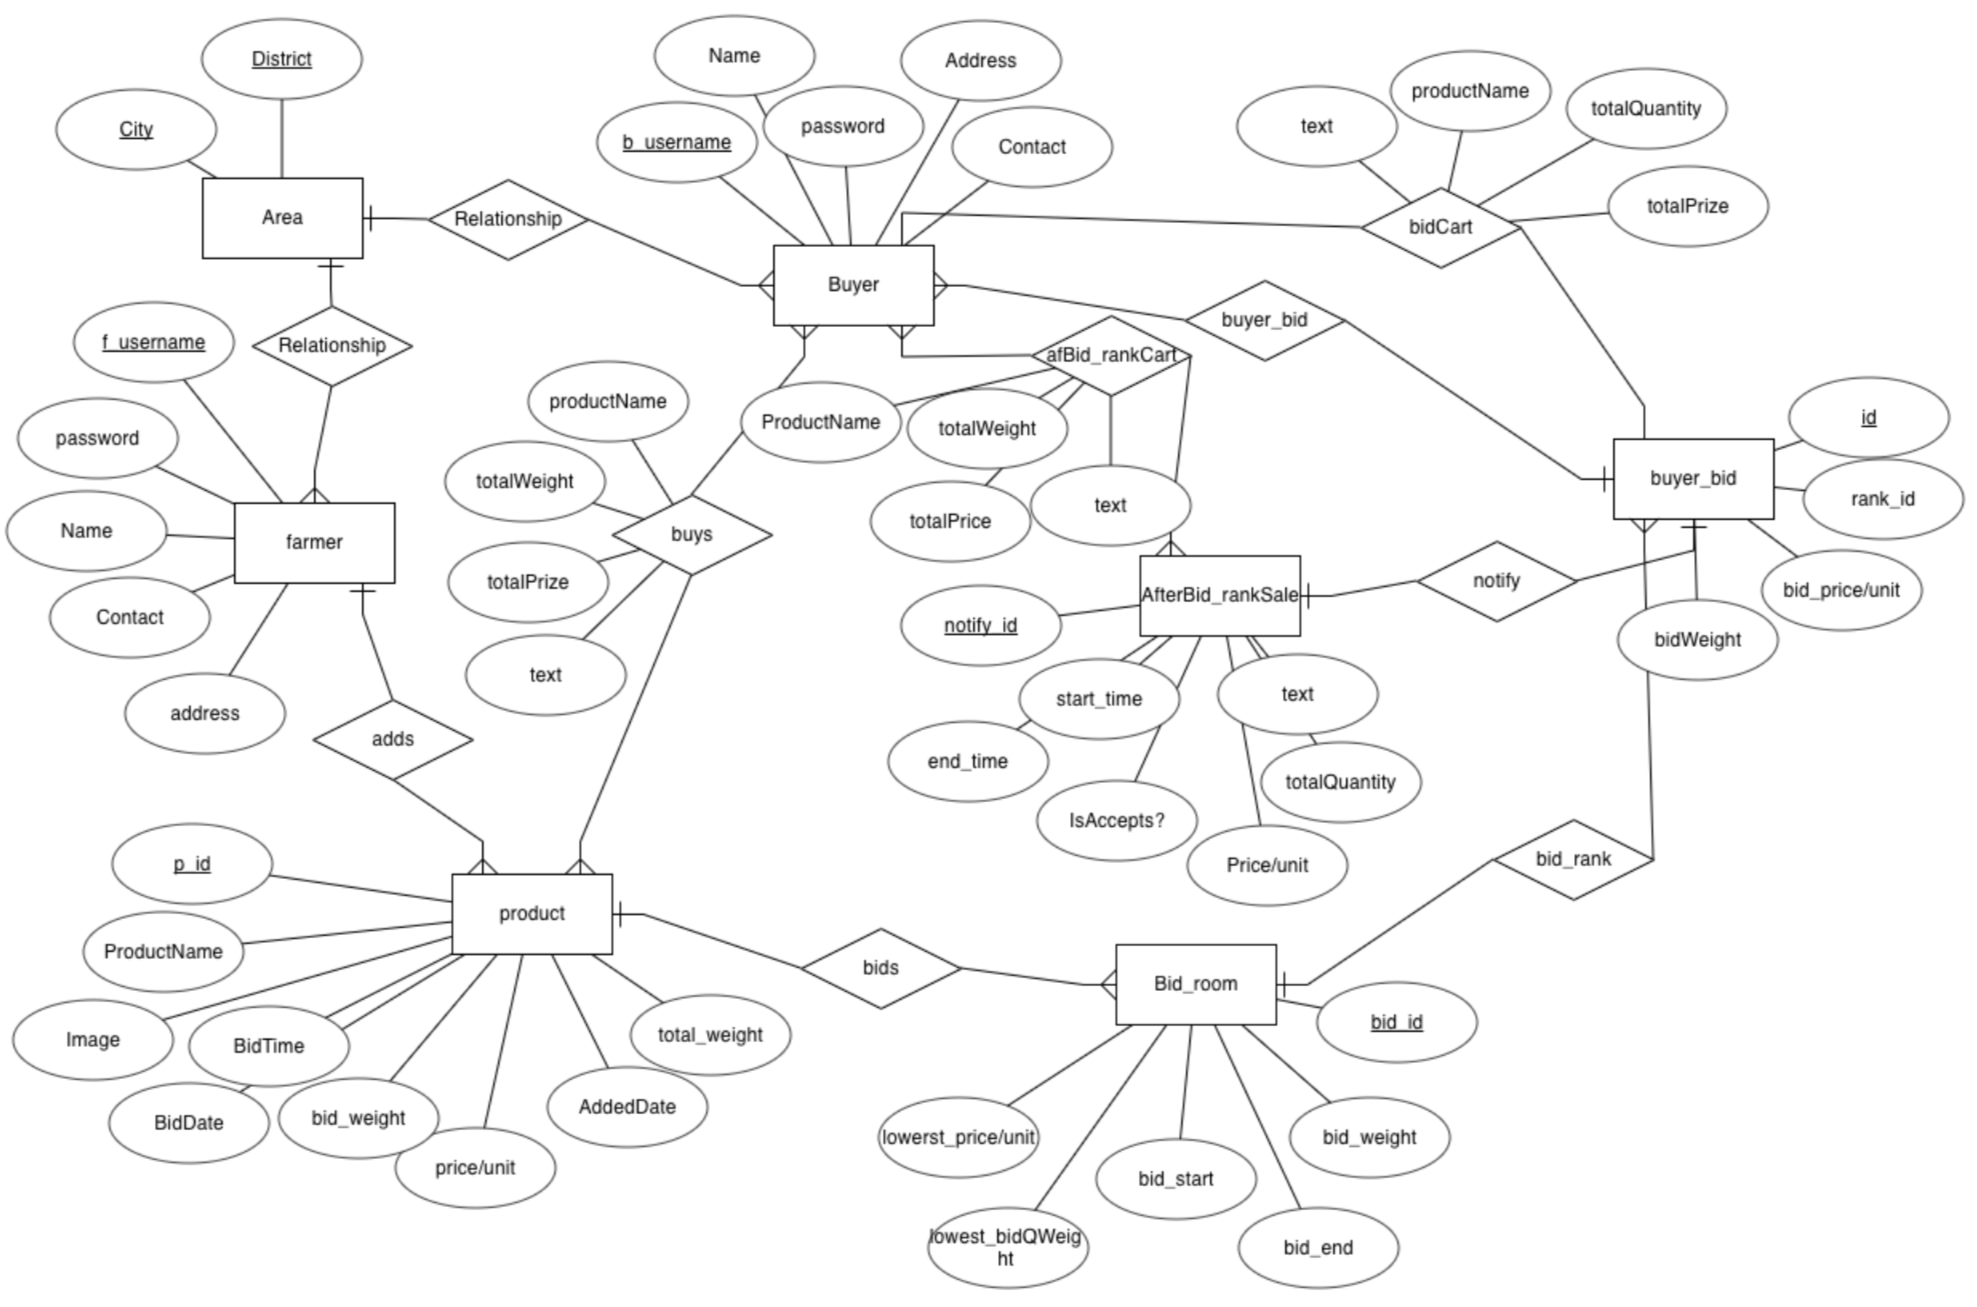 District
City
Area
Relationship
Relationship
Name
Address
b_username
password
Contact
Buyer
text
productName
totalQuantity
totalPrize
bidCart
buyer_bid
afBid_rankCart
ProductName
totalWeight
totalPrice
text
f_username
password
Name
Contact
address
farmer
adds
productName
totalWeight
totalPrize
text
buys
id
rank_id
bid_price/unit
bidWeight
buyer_bid
notify
AfterBid_rankSale
notify_id
start_time
end_time
IsAccepts?
text
totalQuantity
Price/unit
bid_rank
p_id
ProductName
Image
BidTime
BidDate
bid_weight
price/unit
AddedDate
total_weight
product
bids
Bid_room
bid_id
lowerst_price/unit
lowest_bidQWeig
ht
bid_start
bid_end
bid_weight